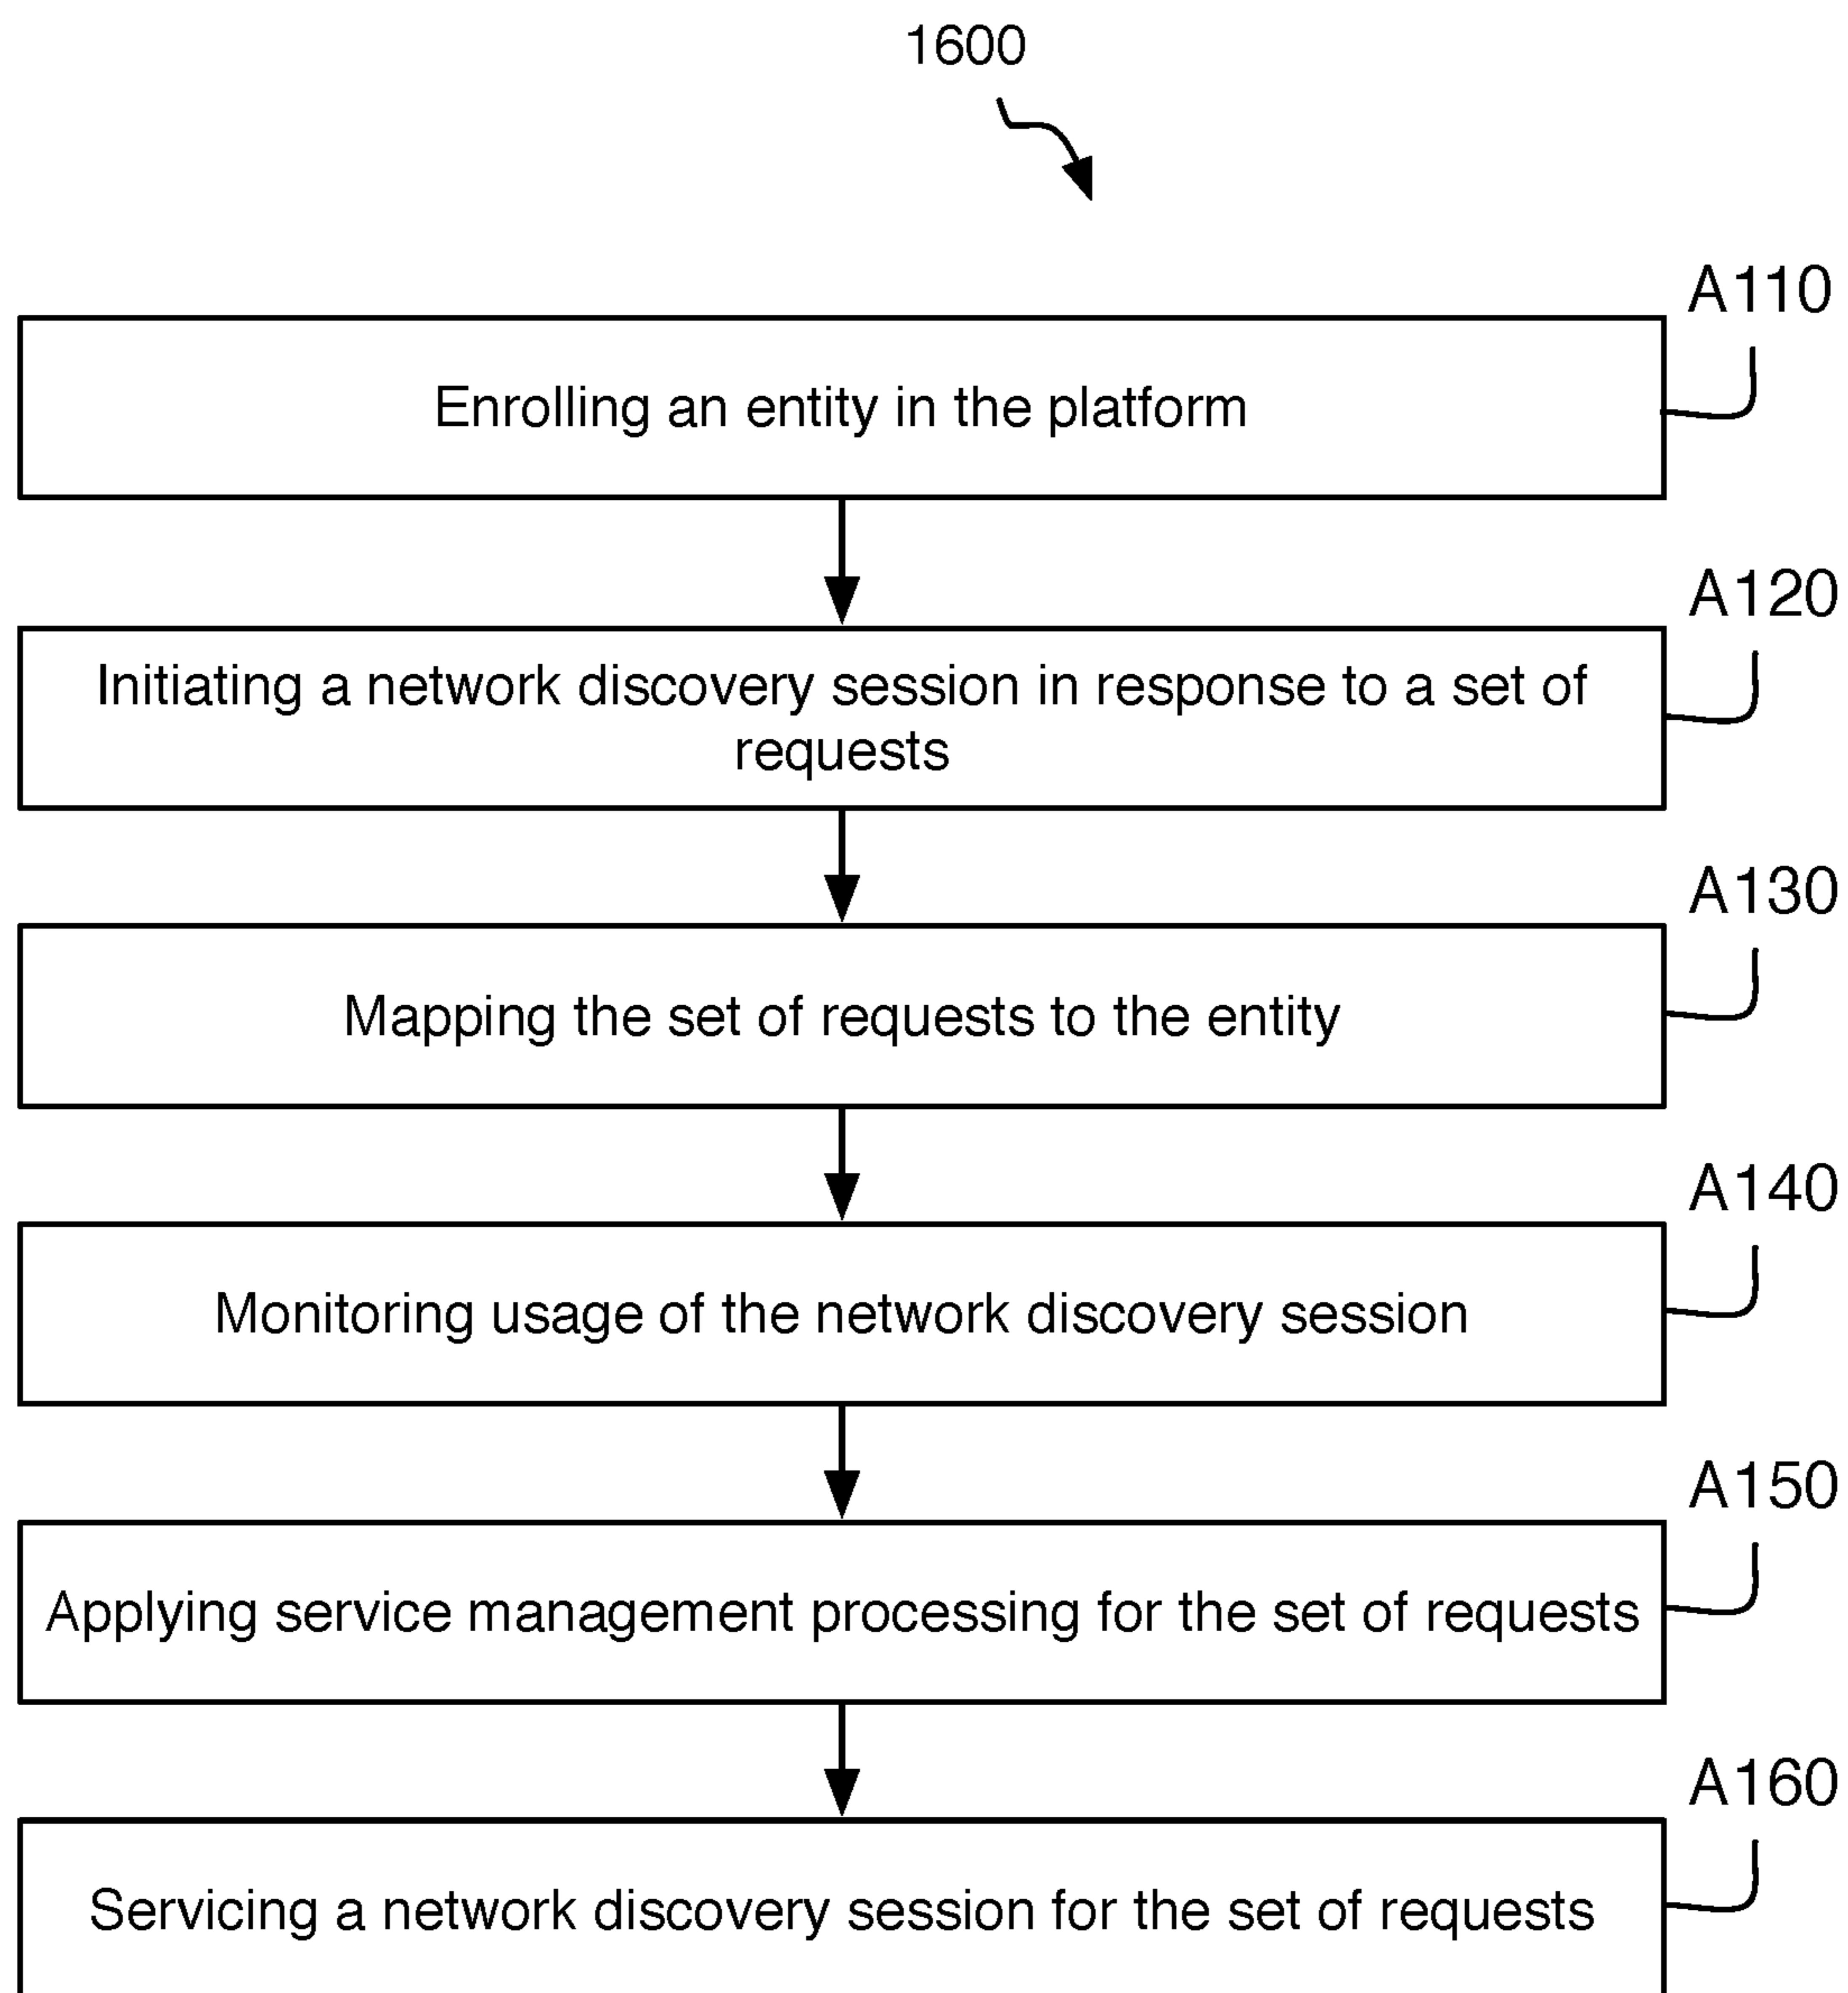 1600
A110
Enrolling an entity in the platform
A120
Initiating a network discovery session in response to a set of
requests
A130
Mapping the set of requests to the entity
A140
Monitoring usage of the network discovery session
A150
Applying service management processing for the set of requests
A160
Servicing a network discovery session for the set of requests